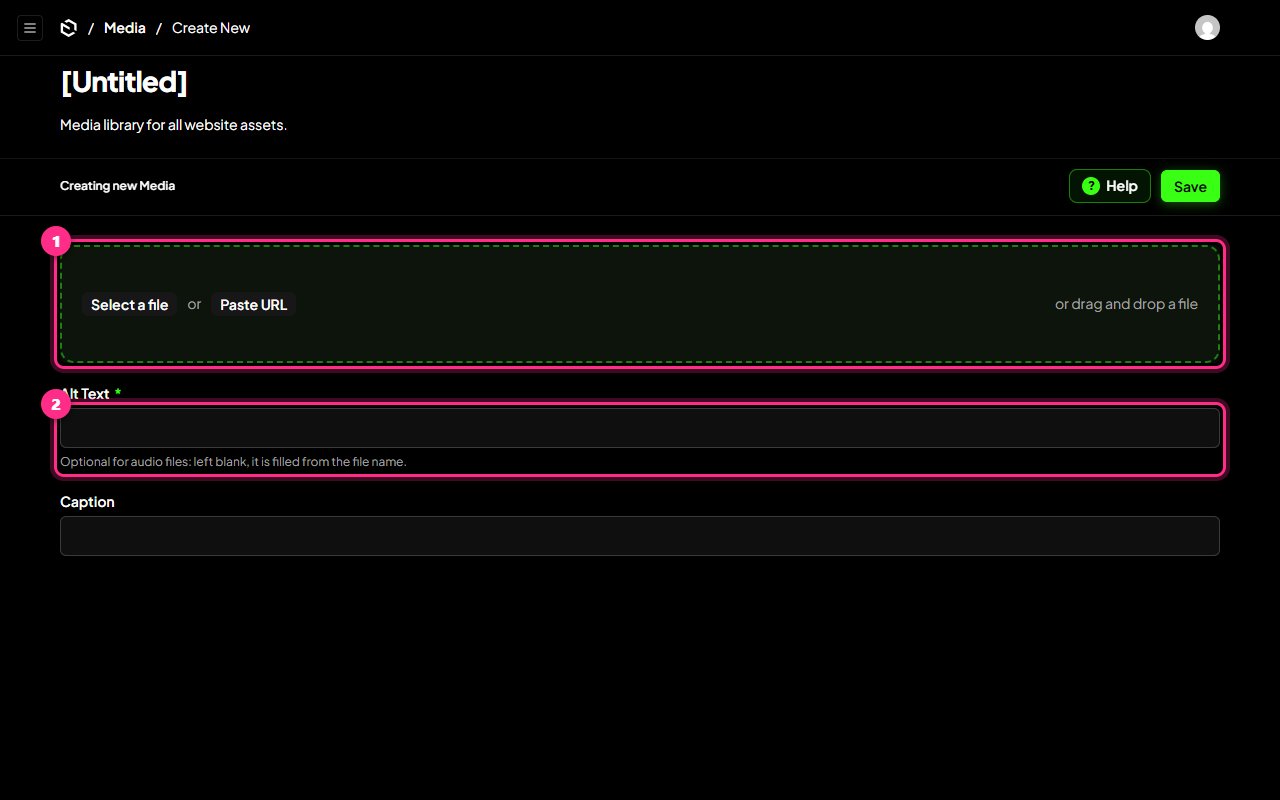 / Media / Create New
[Untitled]
Media library for all website assets.
Creating new Media
? Help
Save
1
Select a file or Paste URL
or drag and drop a file
Alt Text *
2
Optional for audio files: left blank, it is filled from the file name.
Caption